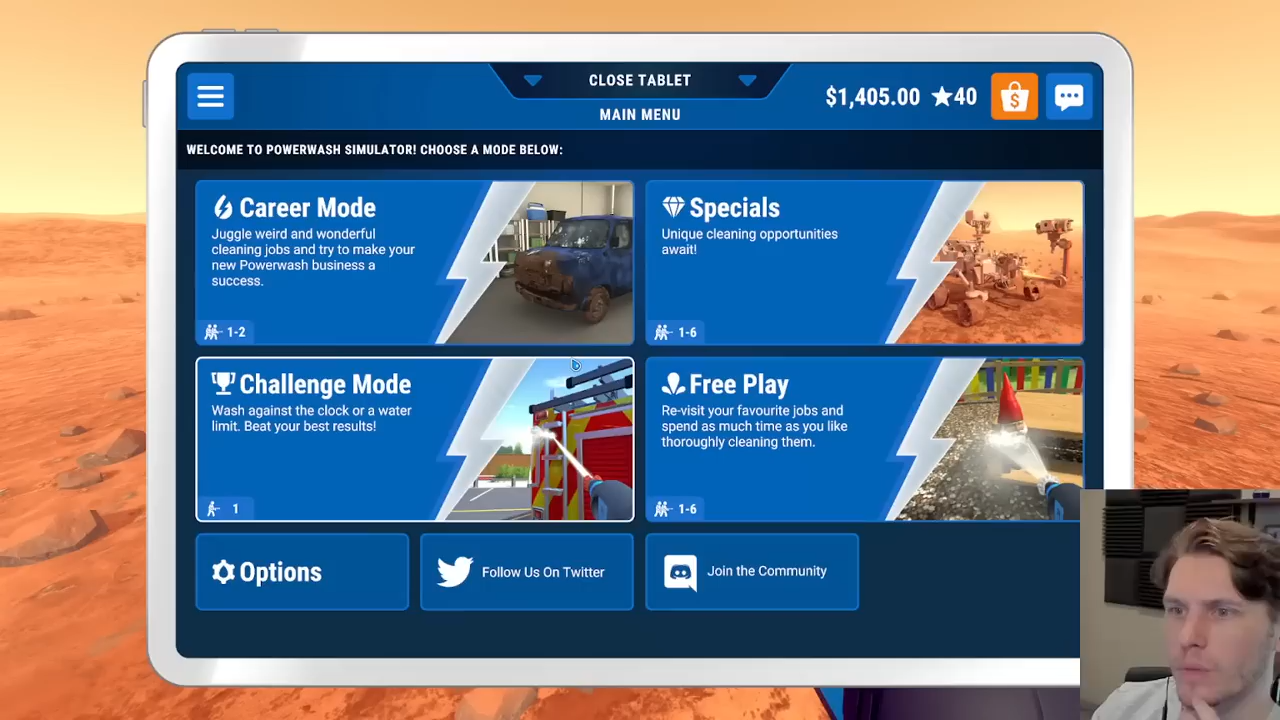 CLOSE TABLET
$1,405.00 ★40
MAIN MENU
WELCOME TO POWERWASH SIMULATOR! CHOOSE A MODE BELOW:
Career Mode
Juggle weird and wonderful
cleaning jobs and try to make your
new Powerwash business a
success.
1-2
Specials
Unique cleaning opportunities
await!
1-6
Challenge Mode
Wash against the clock or a water
limit. Beat your best results!
1
Free Play
Re-visit your favourite jobs and
spend as much time as you like
thoroughly cleaning them.
1-6
Options
Follow Us On Twitter
Join the Community